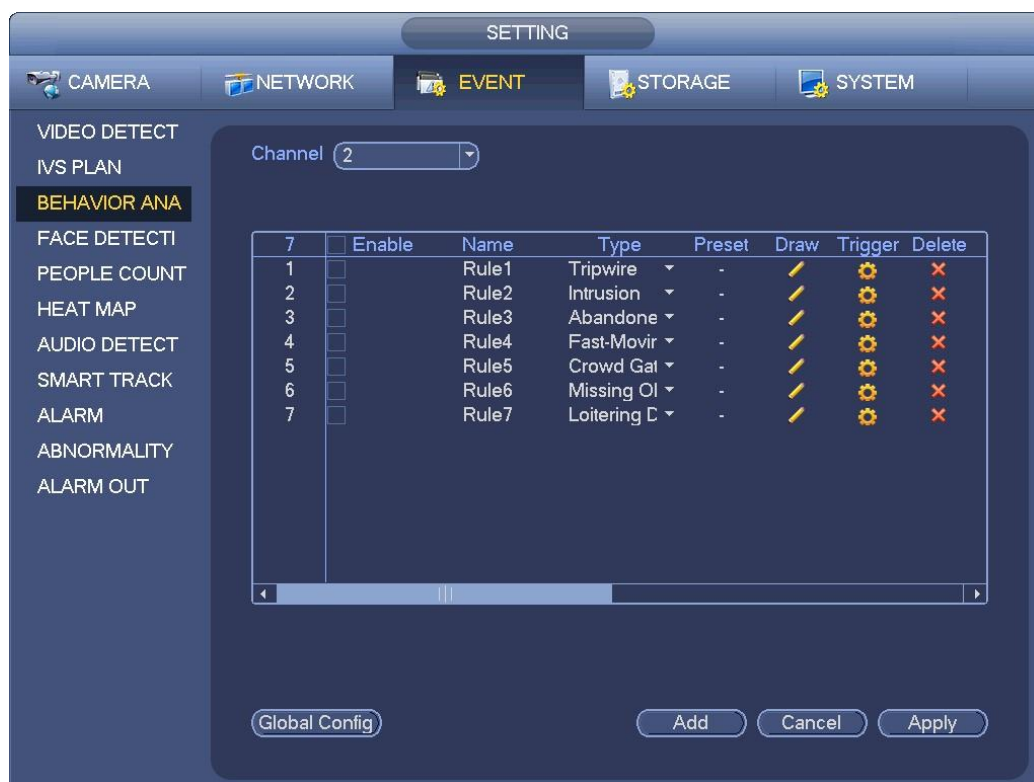 SETTING
CAMERA NETWORK EVENT STORAGE SYSTEM
VIDEO DETECT
IVS PLAN
BEHAVIOR ANA
FACE DETECTI
PEOPLE COUNT
HEAT MAP
AUDIO DETECT
SMART TRACK
ALARM
ABNORMALITY
ALARM OUT
Channel 2
7 Enable Name Type Preset Draw Trigger Delete
1 Rule1 Tripwire -
2 Rule2 Intrusion -
3 Rule3 Abandone -
4 Rule4 Fast-Movir -
5 Rule5 Crowd Gat -
6 Rule6 Missing Ol -
7 Rule7 Loitering D -
Global Config Add Cancel Apply